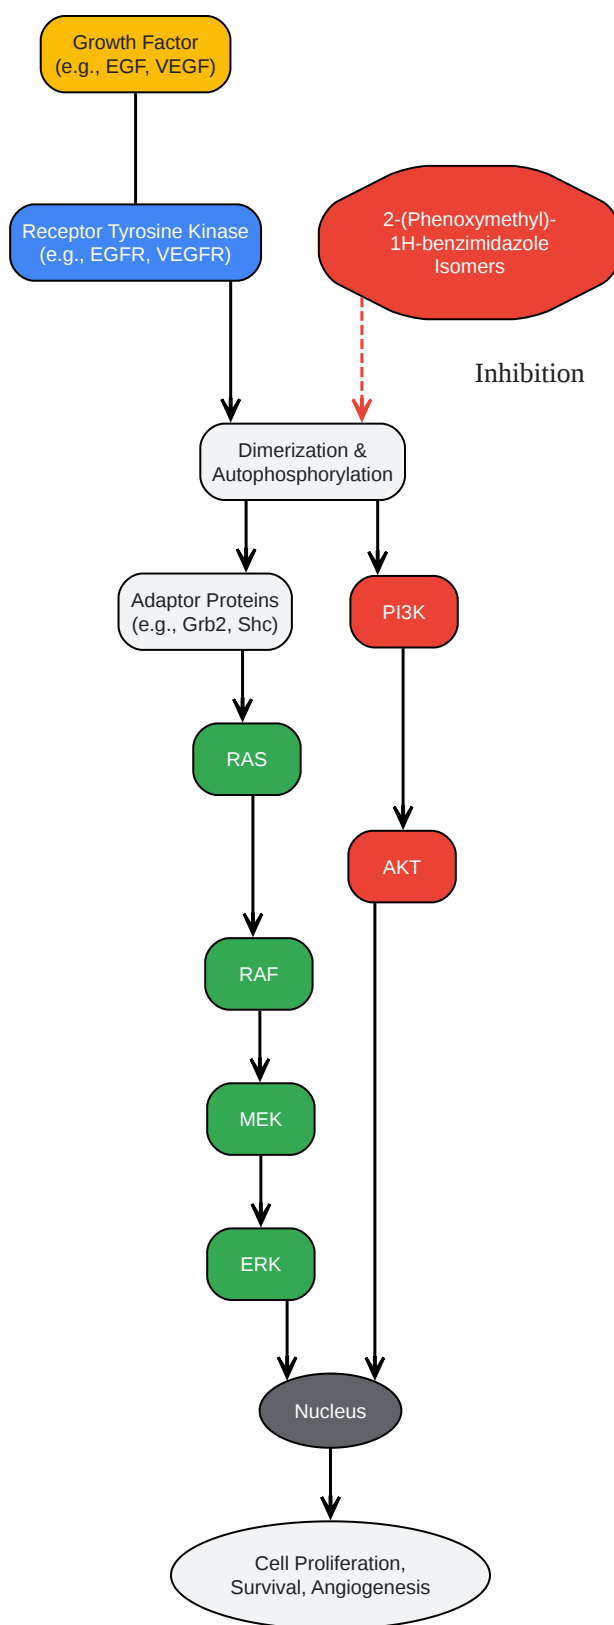 Growth Factor
(e.g., EGF, VEGF)
Receptor Tyrosine Kinase
(e.g., EGFR, VEGFR)
2-(Phenoxymethyl)-
1H-benzimidazole
Isomers
Inhibition
Dimerization &
Autophosphorylation
Adaptor Proteins
(e.g., Grb2, Shc)
PI3K
RAS
AKT
RAF
MEK
ERK
Nucleus
Cell Proliferation,
Survival, Angiogenesis